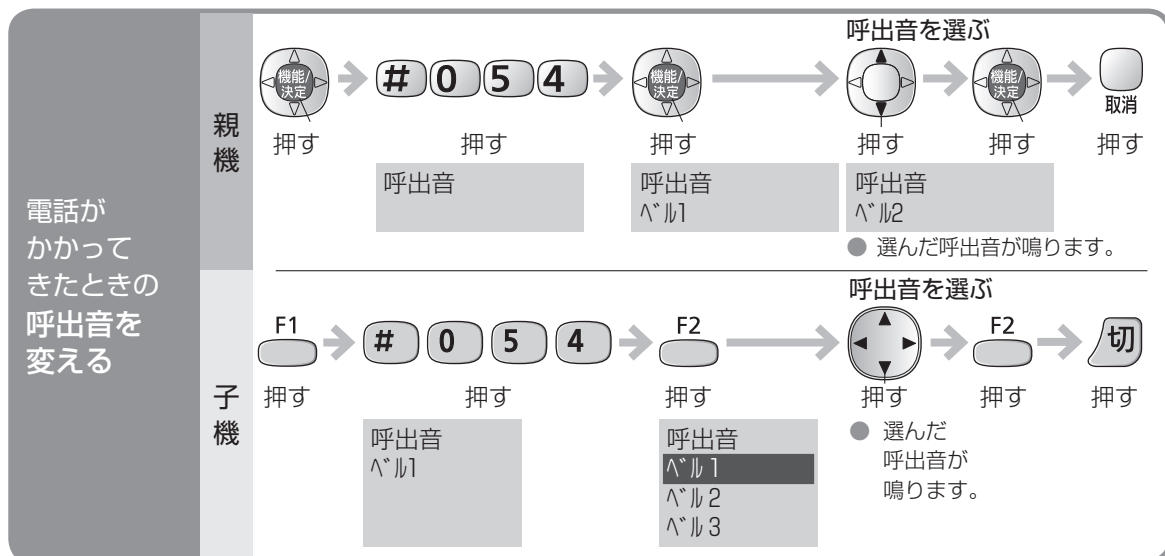 電話が
かかって
きたときの
呼出音を
変える
親機
呼出音を選ぶ
機能/決定
#054
機能/決定
機能/決定
取消
押す 押す 押す 押す 押す 押す
呼出音
呼出音
ﾍﾞﾙ1
呼出音
ﾍﾞﾙ2
● 選んだ呼出音が鳴ります。
子機
呼出音を選ぶ
F1 # 0 5 4 F2 F2 切
押す 押す 押す 押す 押す 押す
呼出音
ﾍﾞﾙ1
呼出音
ﾍﾞﾙ1
ﾍﾞﾙ2
ﾍﾞﾙ3
● 選んだ
呼出音が
鳴ります。